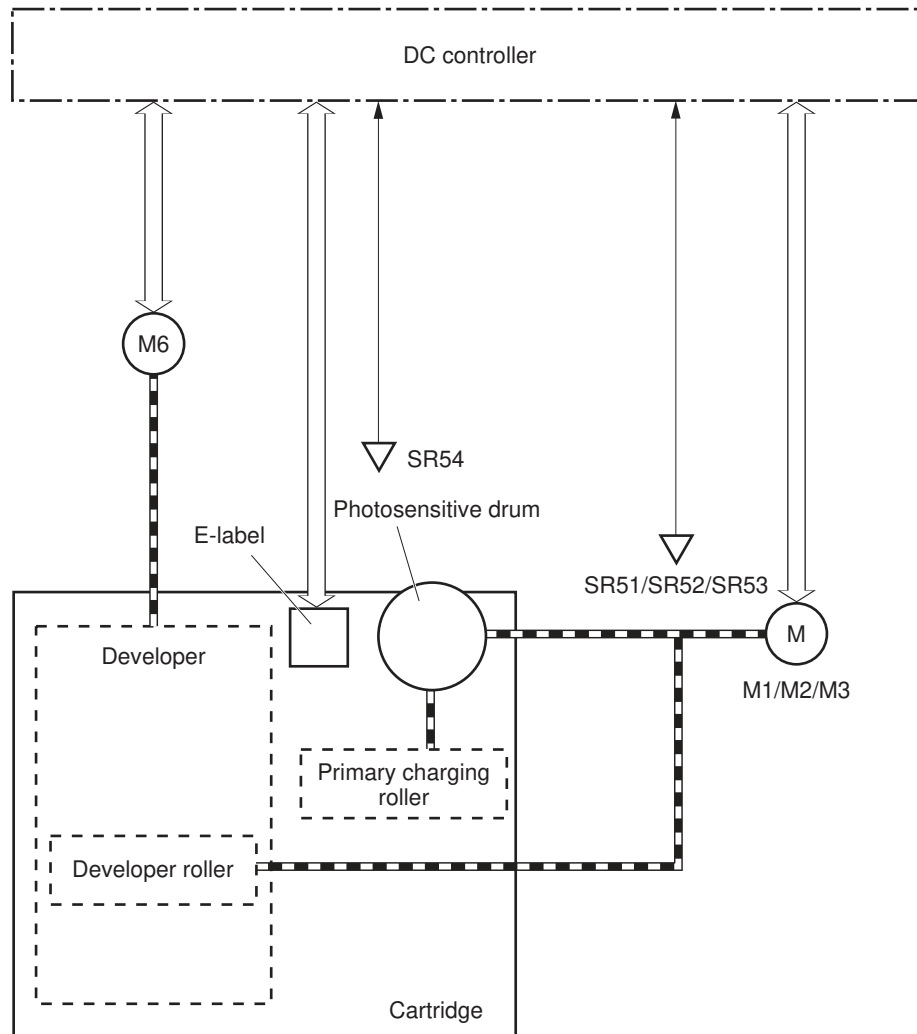 DC controller
M6
SR54
Photosensitive drum
E-label
SR51/SR52/SR53
M
Developer
M1/M2/M3
Primary charging
roller
Developer roller
Cartridge